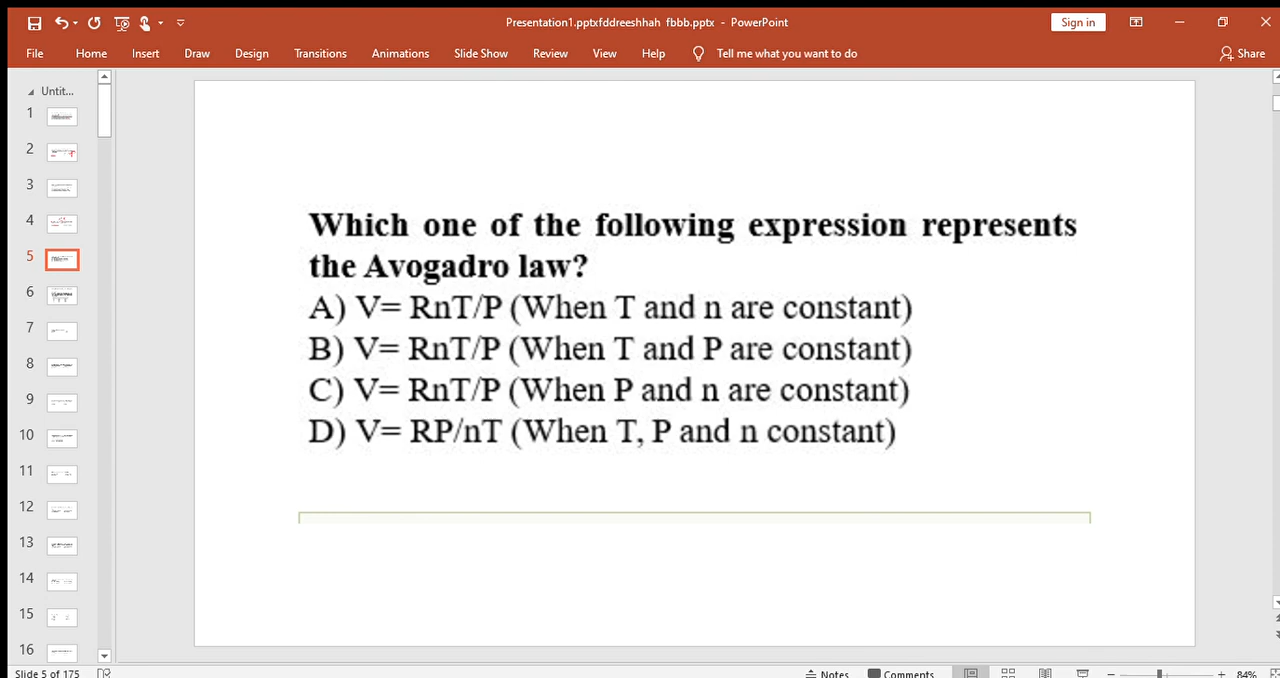 Presentation1.pptxfddreeshhah fbbb.pptx - PowerPoint
Sign in
File Home Insert Draw Design Transitions Animations Slide Show Review View Help Tell me what you want to do Share
Untit...
1
2
3
4
5
6
7
8
9
10
11
12
13
14
15
16
Which one of the following expression represents
the Avogadro law?
A) V= RnT/P (When T and n are constant)
B) V= RnT/P (When T and P are constant)
C) V= RnT/P (When P and n are constant)
D) V= RP/nT (When T, P and n constant)
Slide 5 of 175 Notes Comments 84%